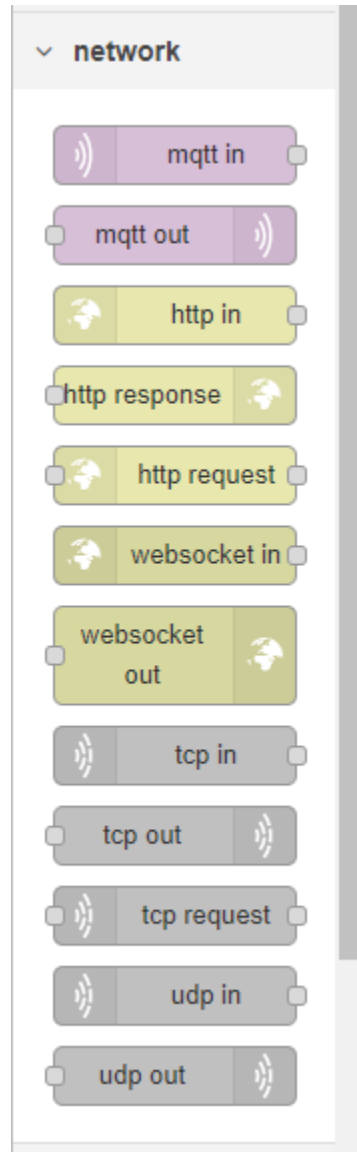 network
mqtt in
mqtt out
http in
http response
http request
websocket in
websocket
out
tcp in
tcp out
tcp request
udp in
udp out